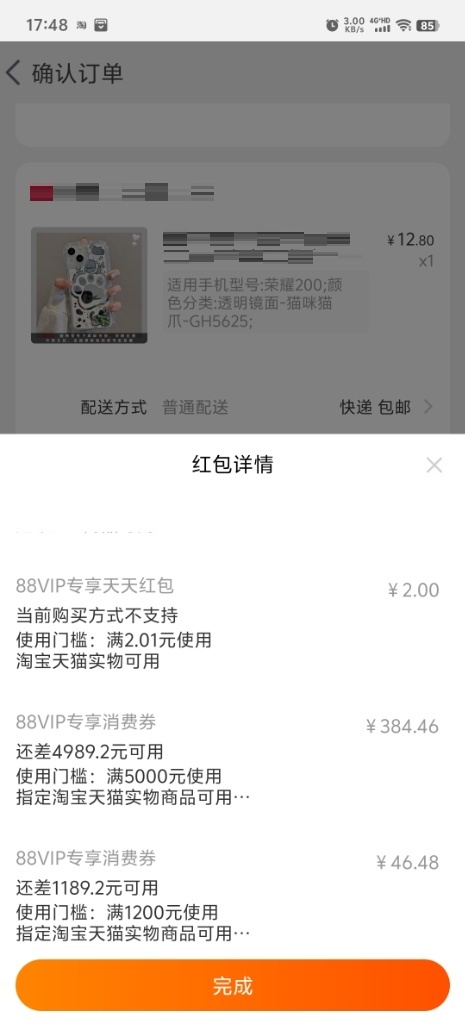 17:48
3.00
KB/s
4G+HD
85
确认订单
¥12.80
x1
适用手机型号:荣耀200;颜
色分类:透明镜面-猫咪猫
爪-GH5625;
配送方式 普通配送 快递 包邮
红包详情
88VIP专享天天红包
¥2.00
当前购买方式不支持
使用门槛：满2.01元使用
淘宝天猫实物可用
88VIP专享消费券
¥384.46
还差4989.2元可用
使用门槛：满5000元使用
指定淘宝天猫实物商品可用…
88VIP专享消费券
¥46.48
还差1189.2元可用
使用门槛：满1200元使用
指定淘宝天猫实物商品可用…
完成